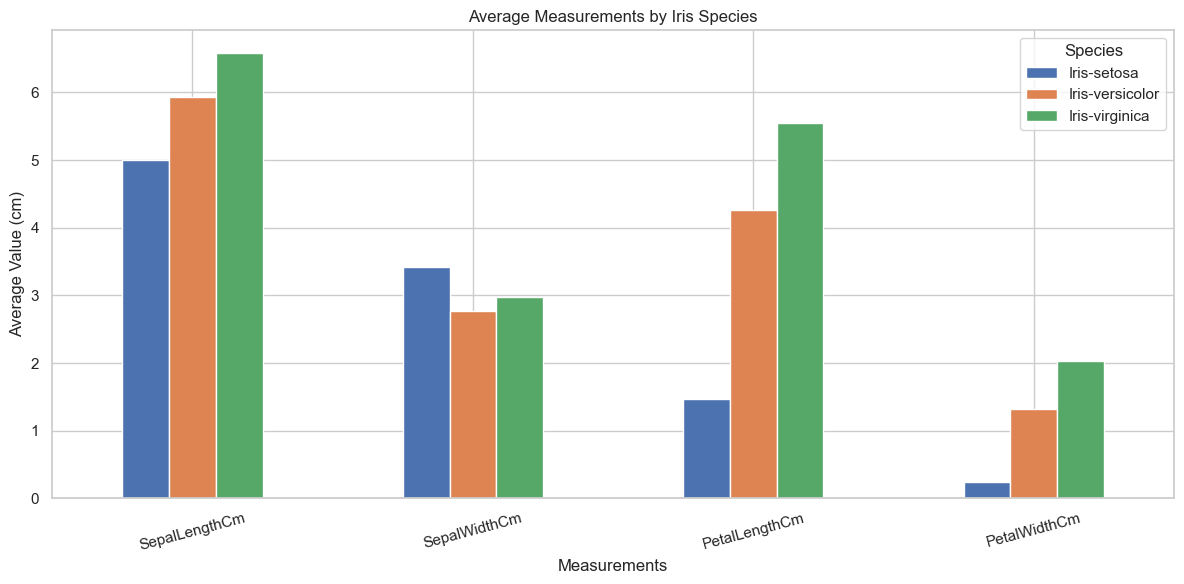 Average Measurements by Iris Species
Species
Iris-setosa
Iris-versicolor
Iris-virginica
Average Value (cm)
6
5
4
3
2
1
0
SepalLengthCm
SepalWidthCm
PetalLengthCm
PetalWidthCm
Measurements